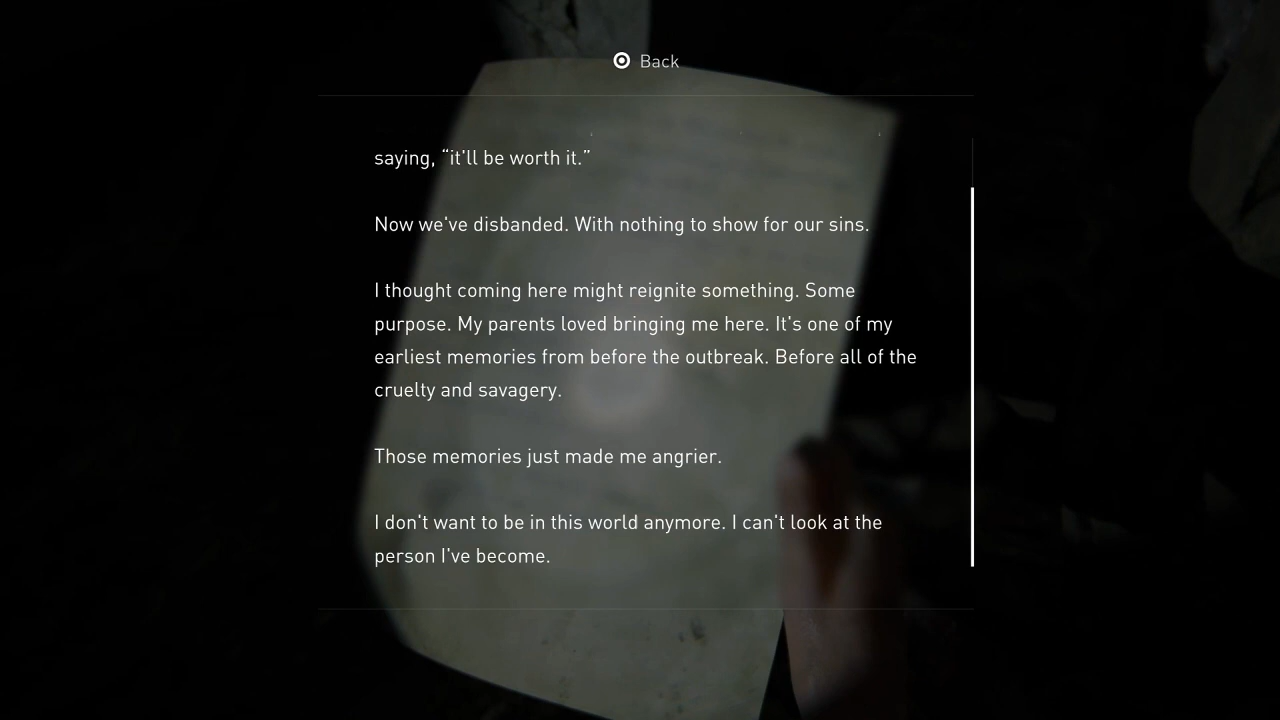 Back
saying, “it'll be worth it.”
Now we've disbanded. With nothing to show for our sins.
I thought coming here might reignite something. Some
purpose. My parents loved bringing me here. It's one of my
earliest memories from before the outbreak. Before all of the
cruelty and savagery.
Those memories just made me angrier.
I don't want to be in this world anymore. I can't look at the
person I've become.